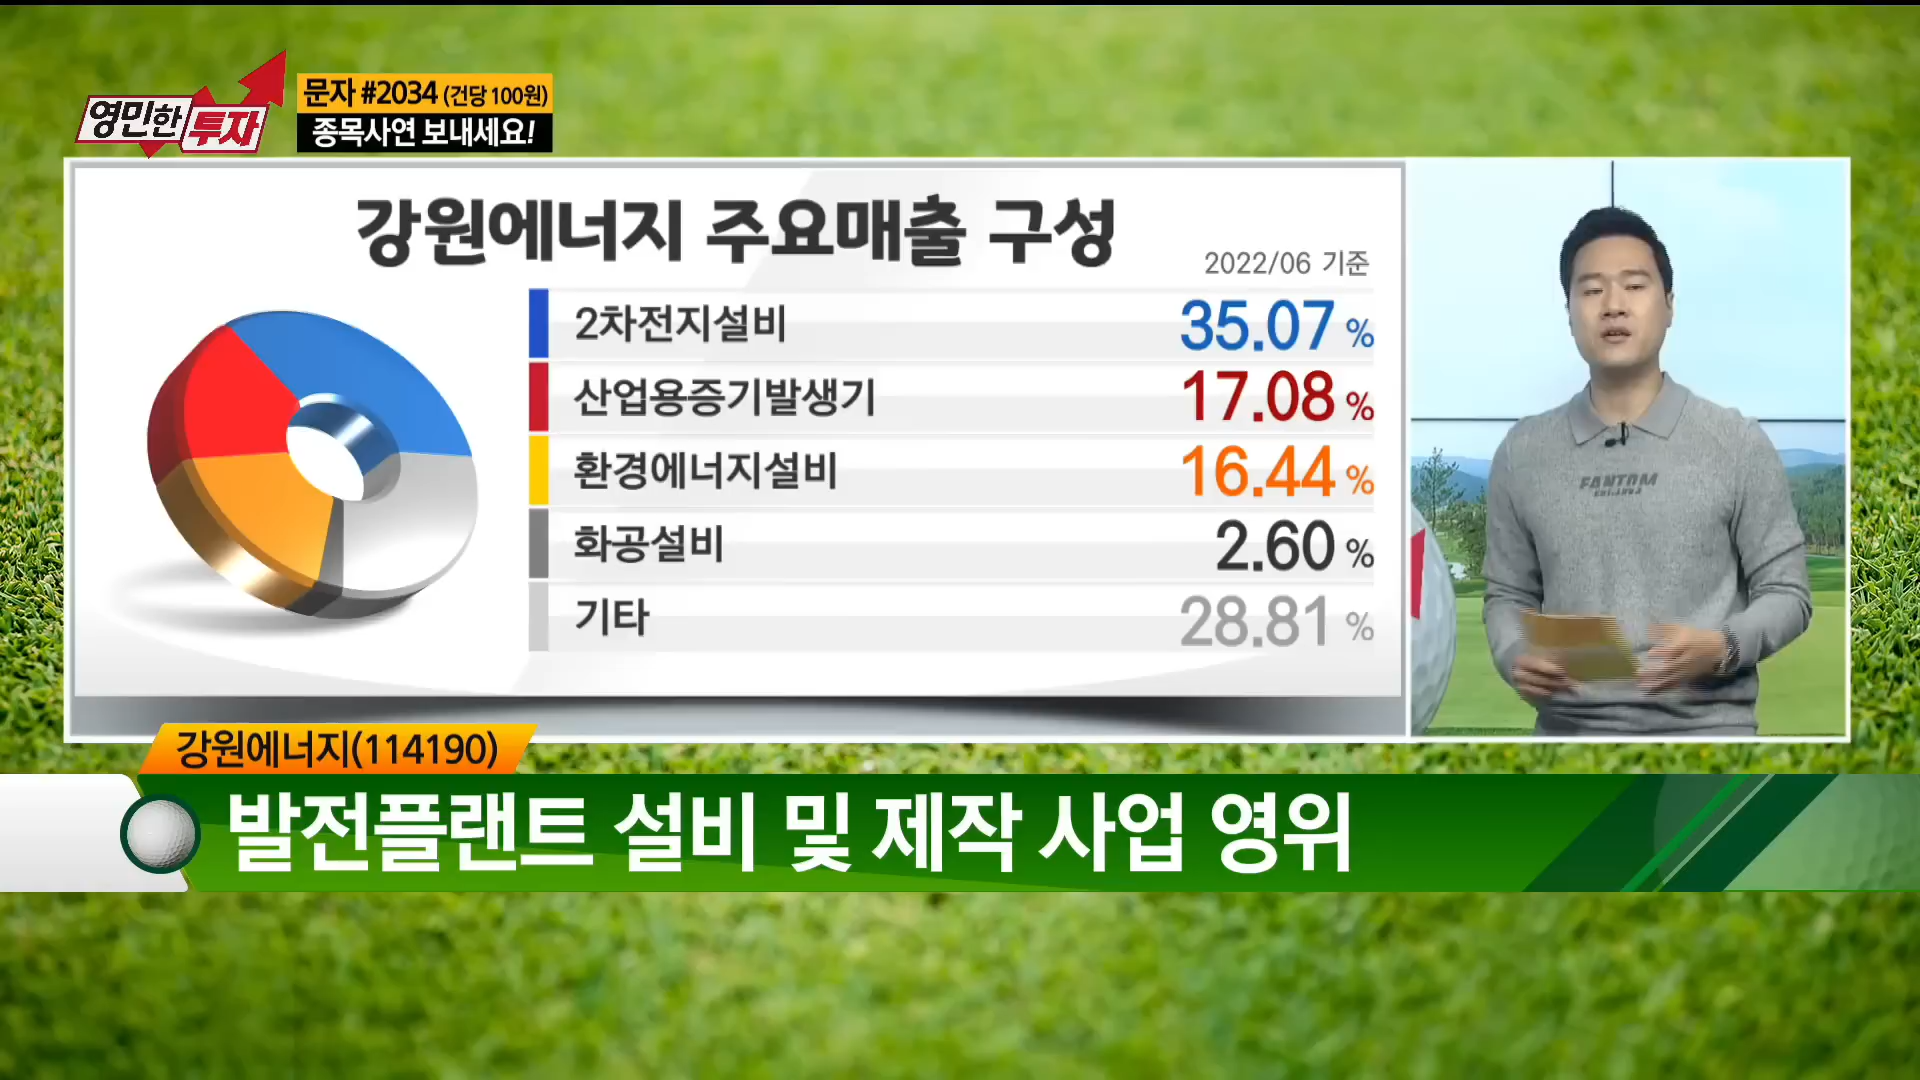 영민한 투자
문자 #2034 (건당 100원)
종목사연 보내세요!
강원에너지 주요매출 구성
2022/06 기준
2차전지설비 35.07 %
산업용증기발생기 17.08 %
환경에너지설비 16.44 %
화공설비 2.60 %
기타 28.81 %
FANTOM
강원에너지(114190)
발전플랜트 설비 및 제작 사업 영위